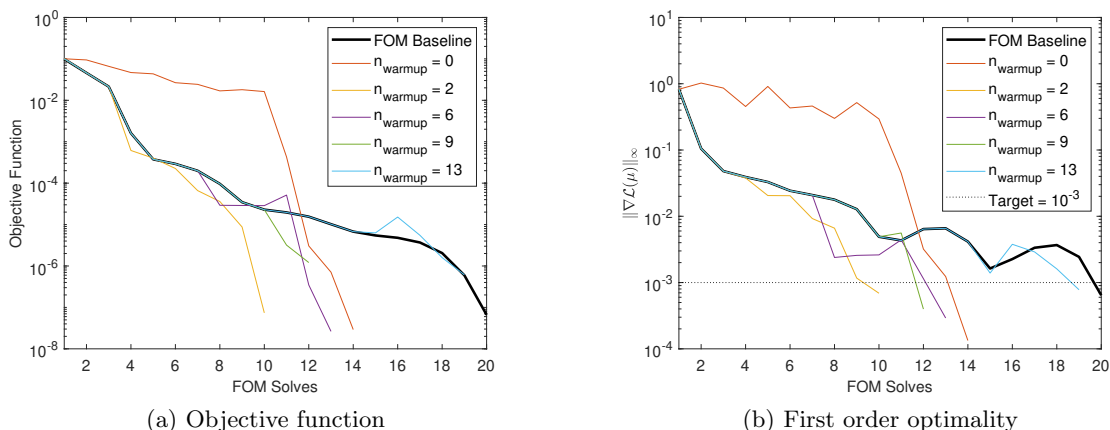 10^0
10^-2
10^-4
10^-6
10^-8
Objective Function
2 4 6 8 10 12 14 16 18 20
FOM Solves
FOM Baseline
n_warmup = 0
n_warmup = 2
n_warmup = 6
n_warmup = 9
n_warmup = 13
(a) Objective function
10^1
10^0
10^-1
10^-2
10^-3
10^-4
‖∇ℒ(μ)‖_∞
2 4 6 8 10 12 14 16 18 20
FOM Solves
FOM Baseline
n_warmup = 0
n_warmup = 2
n_warmup = 6
n_warmup = 9
n_warmup = 13
Target = 10^-3
(b) First order optimality